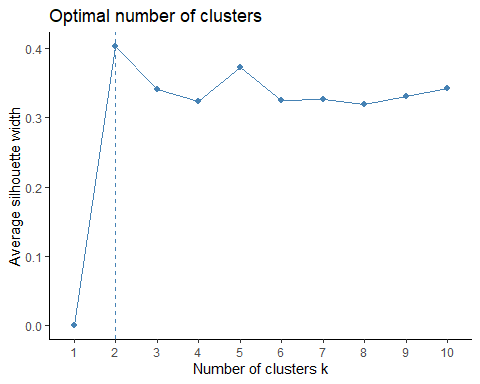 Optimal number of clusters
Average silhouette width
0.4
0.3
0.2
0.1
0.0
1 2 3 4 5 6 7 8 9 10
Number of clusters k